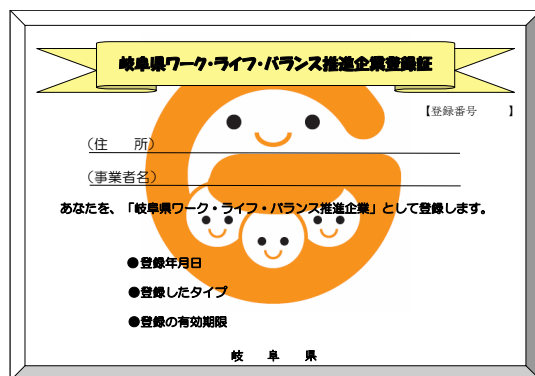 岐阜県ワーク・ライフ・バランス推進企業登録証
【登録番号　　】
（住　所）
（事業者名）
あなたを、「岐阜県ワーク・ライフ・バランス推進企業」として登録します。
●登録年月日
●登録したタイプ
●登録の有効期限
岐　阜　県